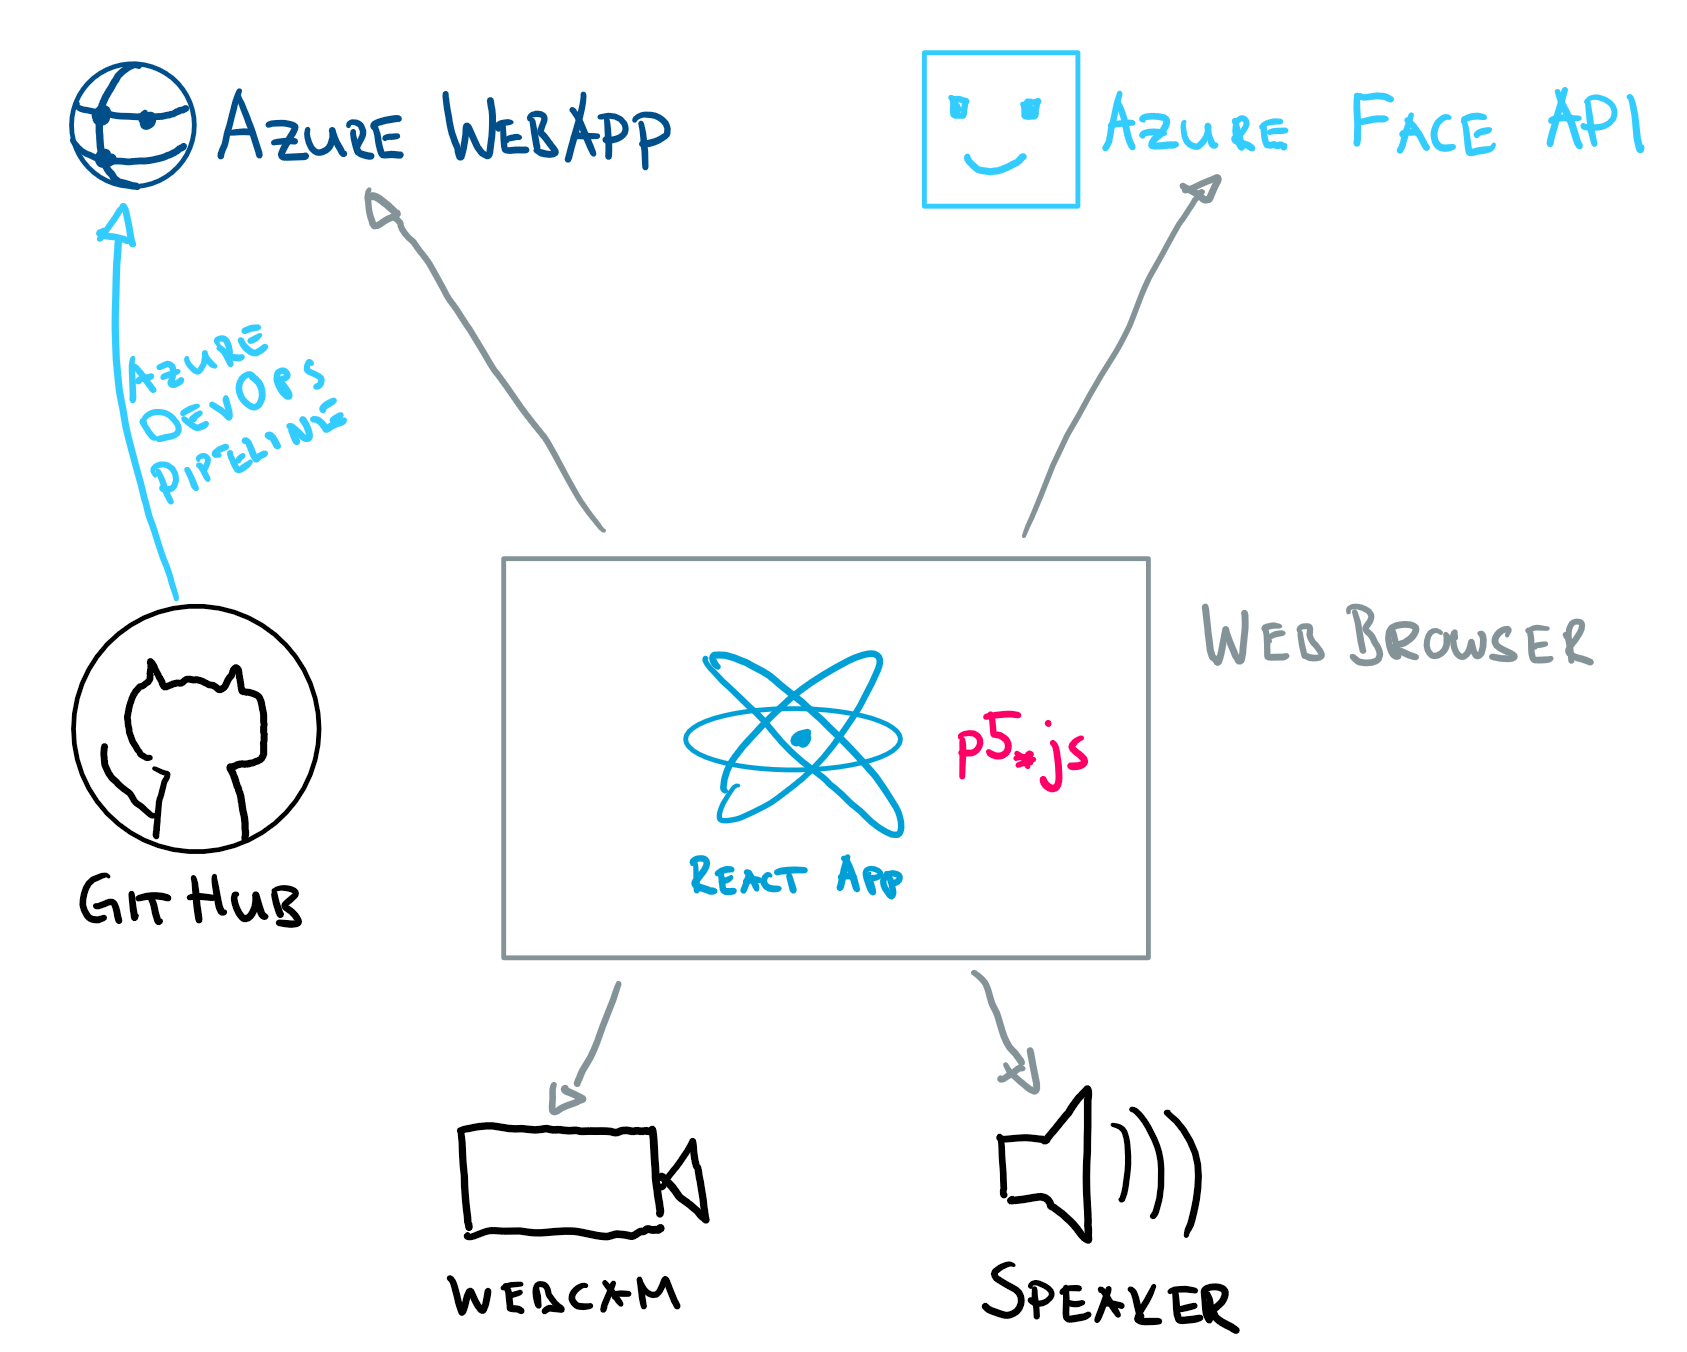 Azure WebApp
Azure Face API
Azure
DevOps
Pipeline
Web Browser
p5*js
React App
GitHub
Webcam
Speaker